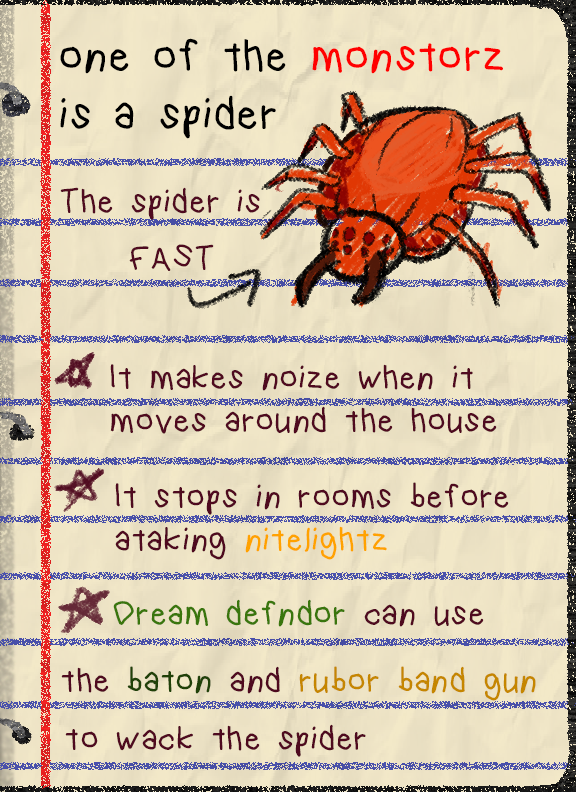 one of the monstorz
is a spider
The spider is
FAST
It makes noize when it
moves around the house
It stops in rooms before
ataking nitelightz
Dream defndor can use
the baton and rubor band gun
to wack the spider